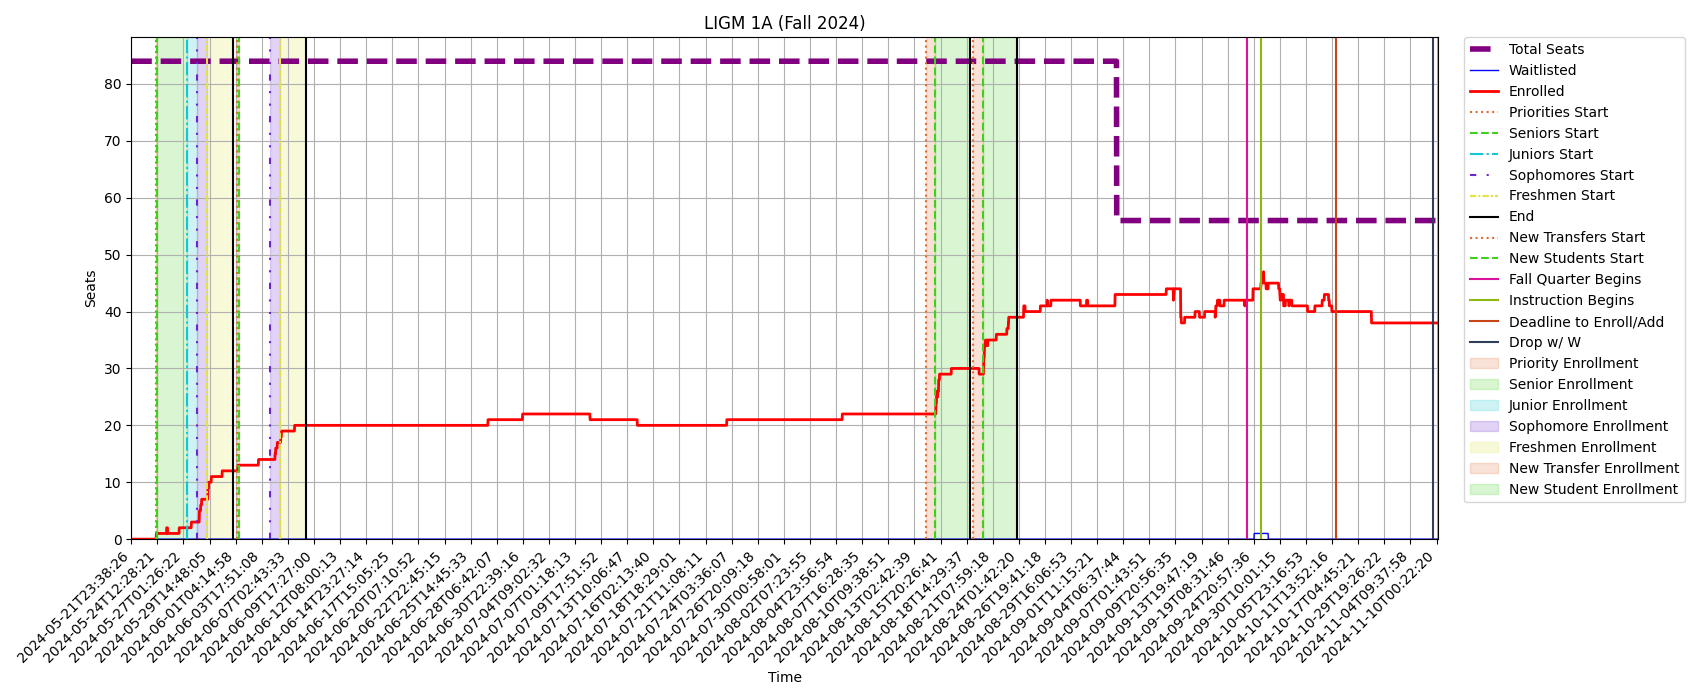 LIGM 1A (Fall 2024)
Seats
80
70
60
50
40
30
20
10
0
2024-05-21T23:38:26
2024-05-24T12:28:21
2024-05-27T01:26:22
2024-05-29T14:48:05
2024-06-01T04:14:58
2024-06-03T17:51:08
2024-06-07T02:43:33
2024-06-09T17:27:00
2024-06-12T08:00:13
2024-06-14T23:27:14
2024-06-17T15:05:25
2024-06-20T07:10:52
2024-06-22T22:45:15
2024-06-25T14:45:33
2024-06-28T06:42:07
2024-06-30T22:39:16
2024-07-04T09:02:32
2024-07-07T01:18:13
2024-07-09T17:51:52
2024-07-13T10:06:47
2024-07-16T02:13:40
2024-07-18T18:29:01
2024-07-21T11:08:11
2024-07-24T03:36:07
2024-07-26T20:09:18
2024-07-30T00:58:01
2024-08-02T07:23:55
2024-08-04T23:56:54
2024-08-07T16:28:35
2024-08-10T09:38:51
2024-08-13T02:42:39
2024-08-15T20:26:41
2024-08-18T14:29:37
2024-08-21T07:59:18
2024-08-24T01:42:20
2024-08-26T19:41:18
2024-08-29T16:06:53
2024-09-01T11:15:21
2024-09-04T06:37:44
2024-09-07T01:43:51
2024-09-09T20:56:35
2024-09-13T19:47:19
2024-09-19T08:31:46
2024-09-24T20:57:36
2024-09-30T10:01:15
2024-10-05T23:16:53
2024-10-11T13:52:16
2024-10-17T04:45:21
2024-10-29T19:26:22
2024-11-04T09:37:58
2024-11-10T00:22:20
Time
Total Seats
Waitlisted
Enrolled
Priorities Start
Seniors Start
Juniors Start
Sophomores Start
Freshmen Start
End
New Transfers Start
New Students Start
Fall Quarter Begins
Instruction Begins
Deadline to Enroll/Add
Drop w/ W
Priority Enrollment
Senior Enrollment
Junior Enrollment
Sophomore Enrollment
Freshmen Enrollment
New Transfer Enrollment
New Student Enrollment